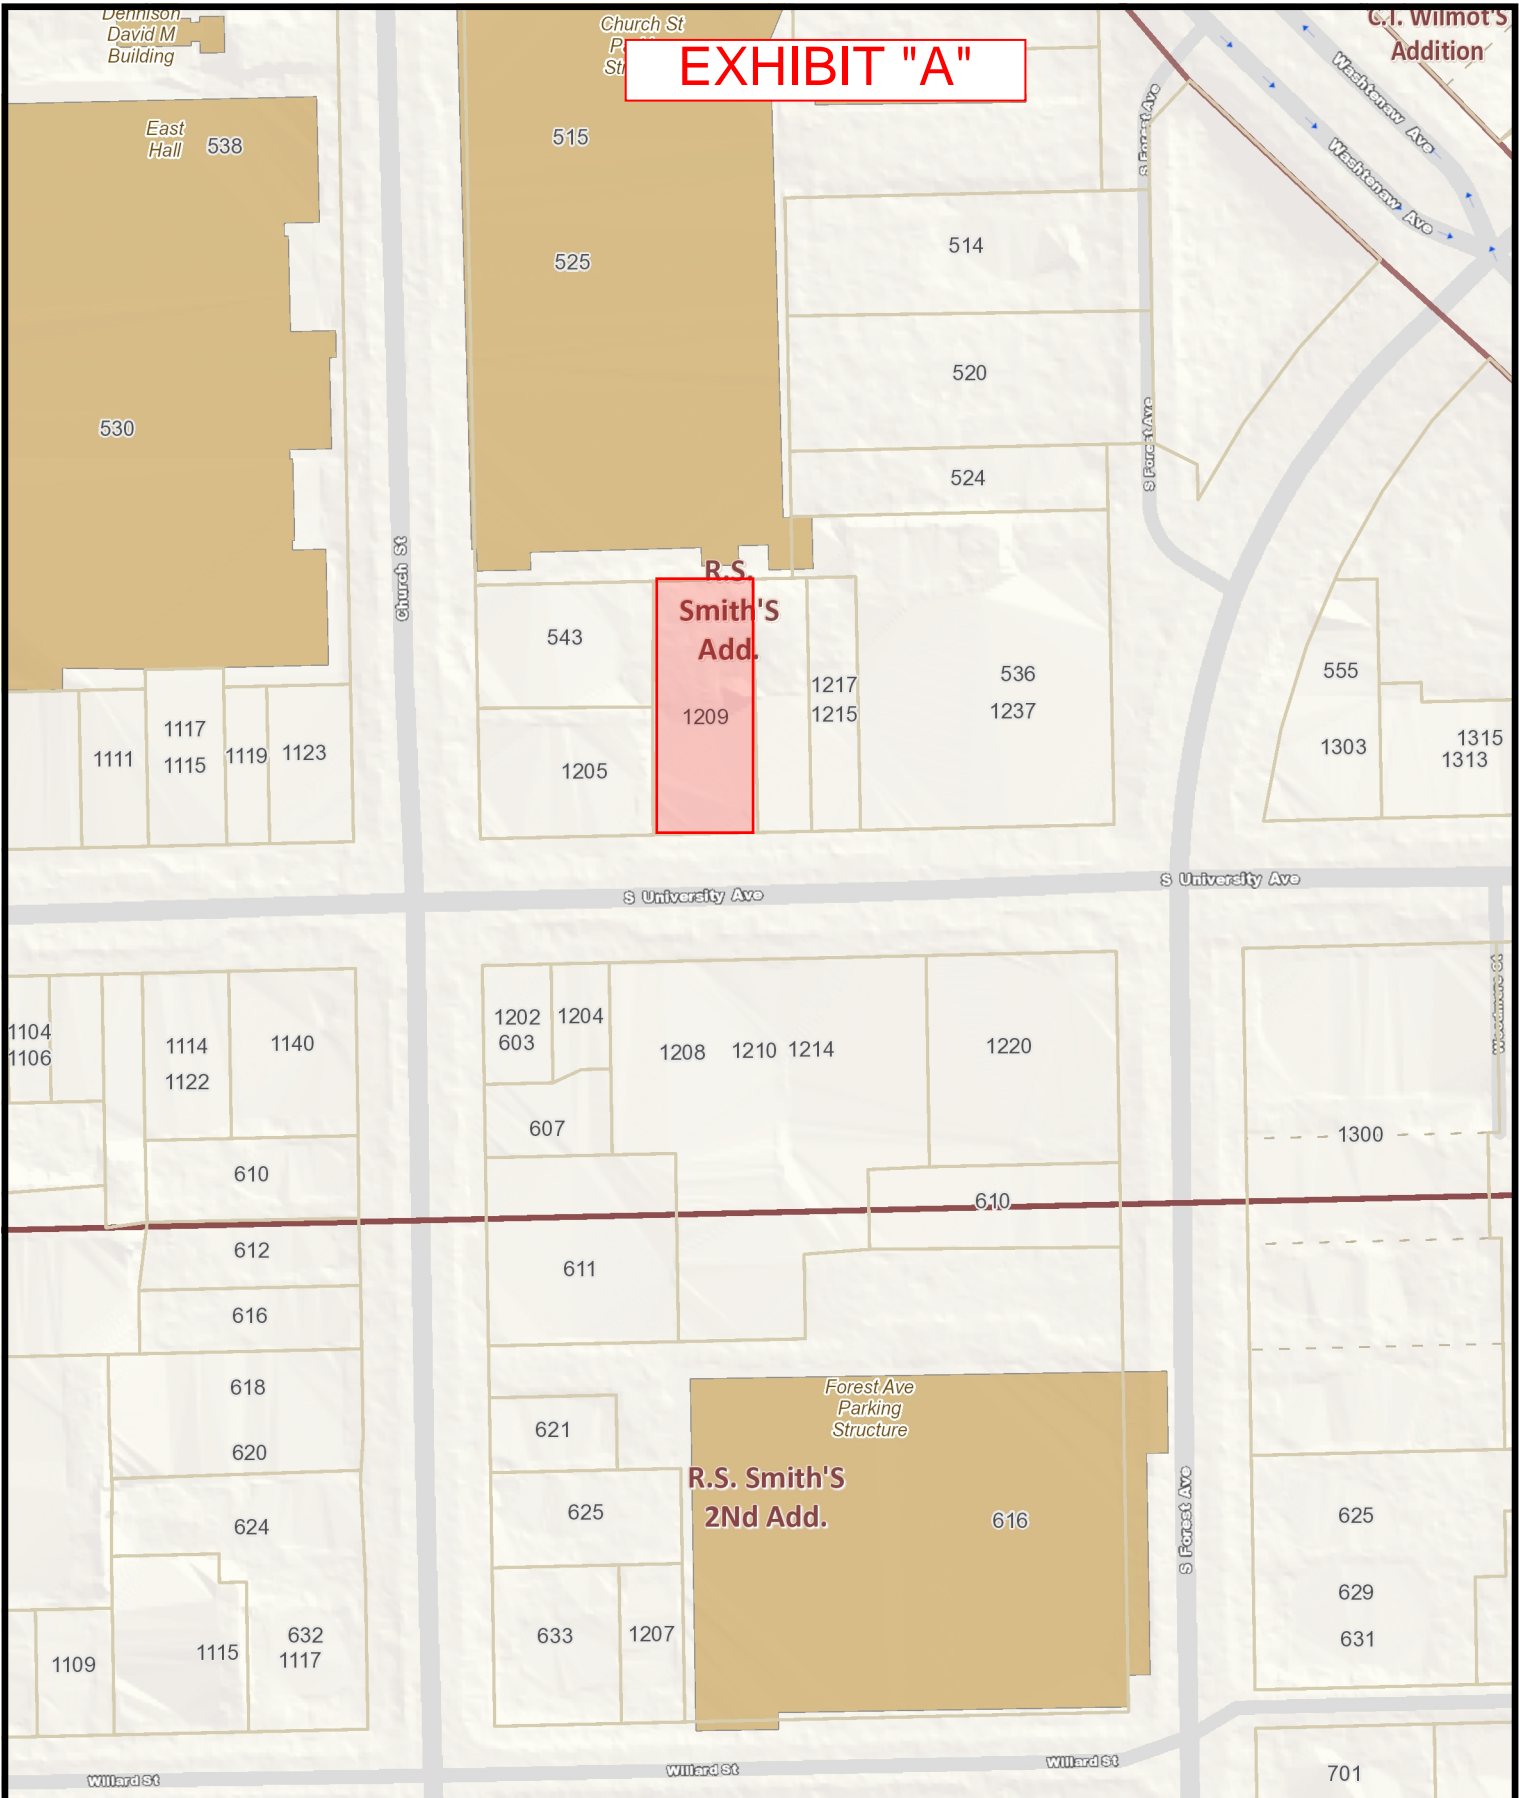 Dennison
David M
Building
Church St
EXHIBIT "A"
C.T. Wilmot'S
Addition
Washtenaw Ave
Washtenaw Ave
S Forest Ave
East
Hall
538
515
514
525
520
530
524
S Forest Ave
Church St
R.S.
Smith'S
Add.
543
1209
1205
1217
1215
536
1237
555
1303
1315
1313
1111
1117
1115
1119
1123
S University Ave
S University Ave
1104
1106
1114
1122
1140
1202
603
1204
1208
1210
1214
1220
Woodmere Ct
1300
607
610
610
612
611
616
618
620
Forest Ave
Parking
Structure
621
R.S. Smith'S
2Nd Add.
625
616
624
S Forest Ave
625
629
631
633
1207
632
1117
1115
1109
Willard St
Willard St
Willard St
701